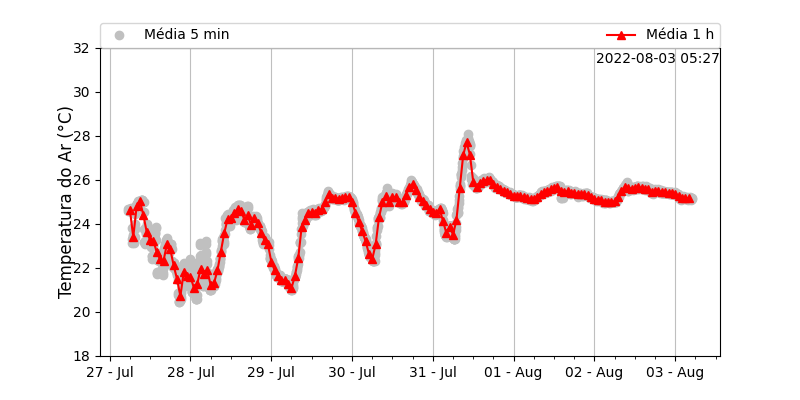 Média 5 min
Média 1 h
2022-08-03 05:27
Temperatura do Ar (°C)
32
30
28
26
24
22
20
18
27 - Jul
28 - Jul
29 - Jul
30 - Jul
31 - Jul
01 - Aug
02 - Aug
03 - Aug